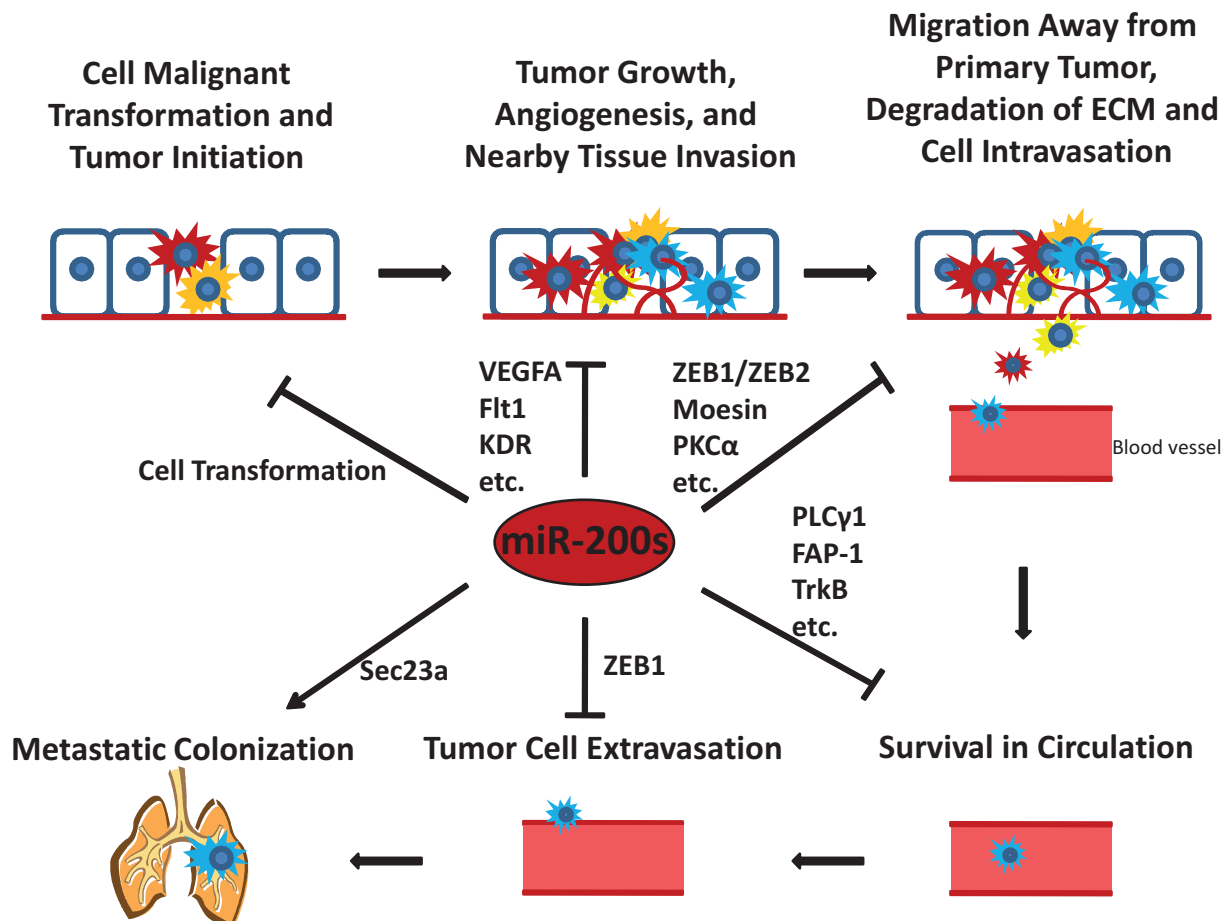 Cell Malignant
Transformation and
Tumor Initiation
Tumor Growth,
Angiogenesis, and
Nearby Tissue Invasion
Migration Away from
Primary Tumor,
Degradation of ECM and
Cell Intravasation
VEGFA
Flt1
KDR
etc.
ZEB1/ZEB2
Moesin
PKCα
etc.
Blood vessel
Cell Transformation
miR-200s
PLCγ1
FAP-1
TrkB
etc.
Sec23a
ZEB1
Metastatic Colonization
Tumor Cell Extravasation
Survival in Circulation